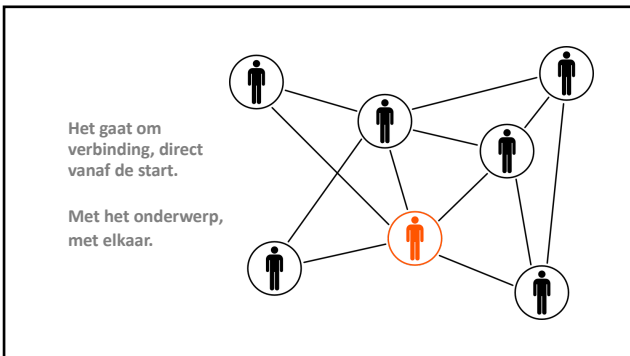 Het gaat om
verbinding, direct
vanaf de start.
Met het onderwerp,
met elkaar.